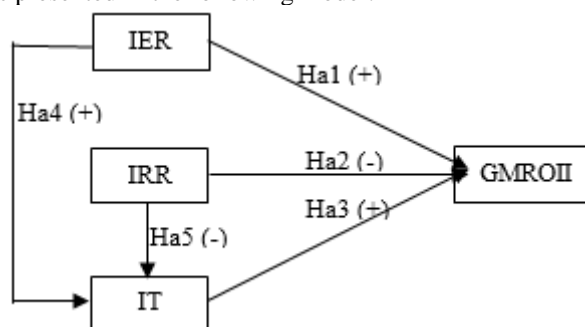 IER
Ha1 (+)
Ha4 (+)
IRR
Ha2 (-)
GMROII
Ha3 (+)
Ha5 (-)
IT